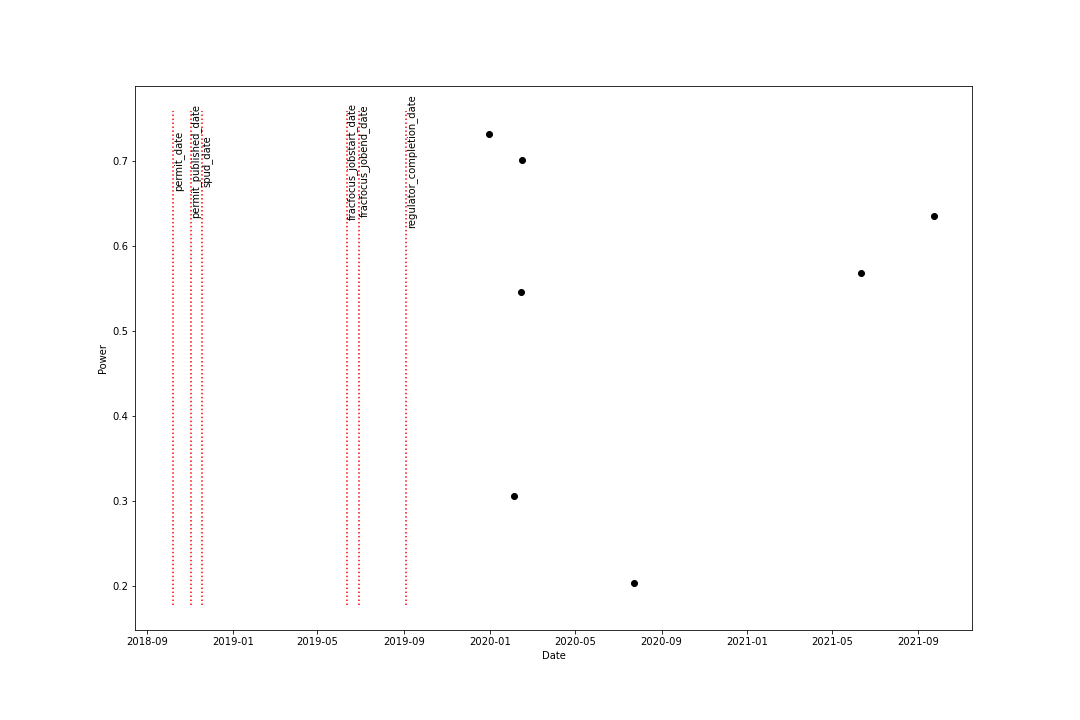 permit_date
permit_published_date
spud_date
fracfocus_jobstart_date
fracfocus_jobend_date
regulator_completion_date
0.7
0.6
0.5
0.4
0.3
0.2
Power
2018-09 2019-01 2019-05 2019-09 2020-01 2020-05 2020-09 2021-01 2021-05 2021-09
Date